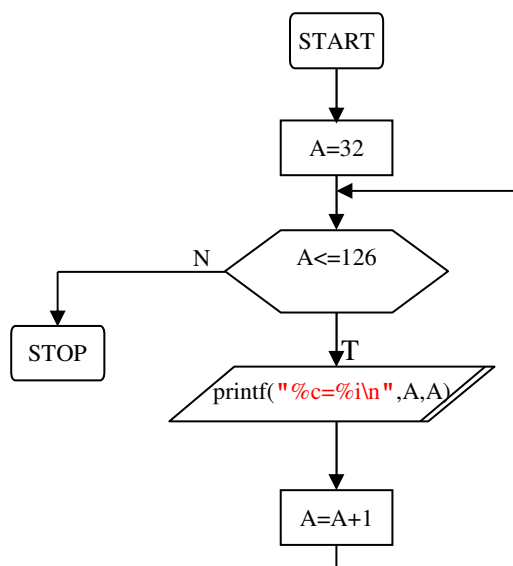 START
A=32
A<=126
N
STOP
T
printf("%c=%i\n",A,A)
A=A+1